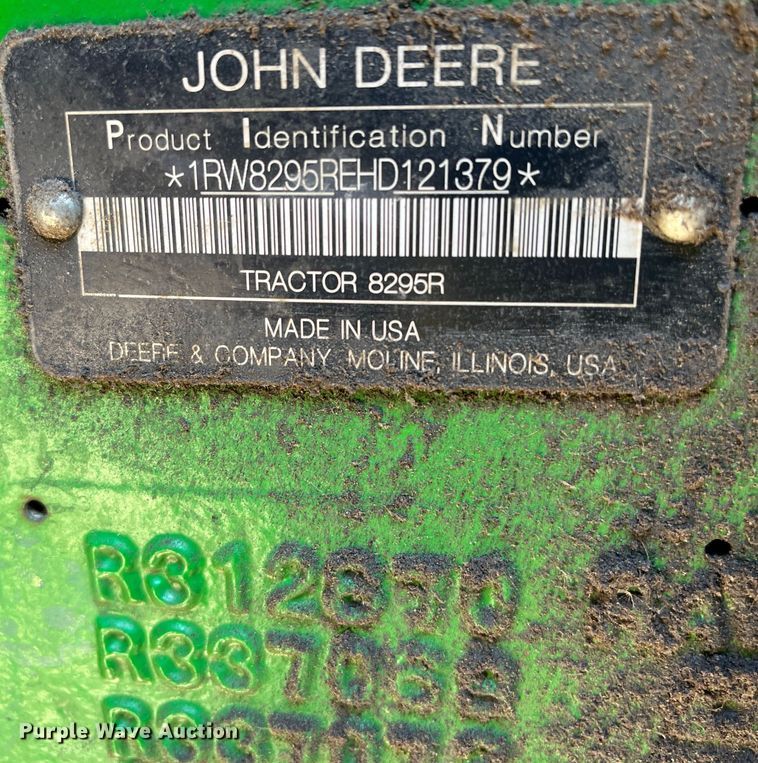 JOHN DEERE
Product Identification Number
*1RW8295REHD121379*
TRACTOR 8295R
MADE IN USA
DEERE & COMPANY MOLINE, ILLINOIS, USA
Purple Wave Auction